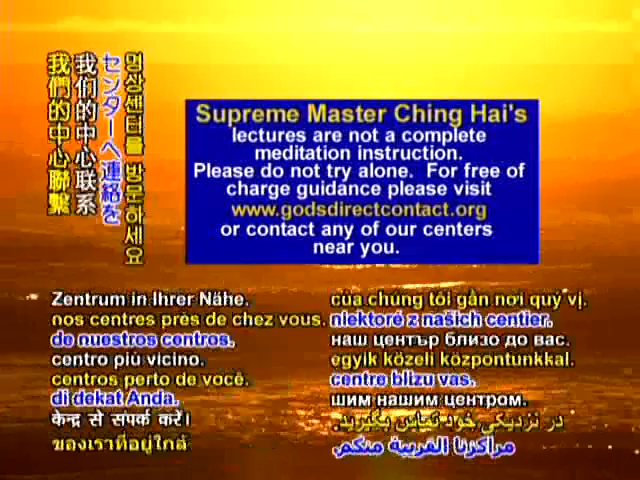 我們的中心聯繫
我们的中心联系
センターへ連絡を
명상센터를 방문하세요
Supreme Master Ching Hai's
lectures are not a complete
meditation instruction.
Please do not try alone. For free of
charge guidance please visit
www.godsdirectcontact.org
or contact any of our centers
near you.
Zentrum in Ihrer Nähe.
nos centres près de chez vous.
de nuestros centros.
centro più vicino.
centros perto de você.
di dekat Anda.
केन्द्र से संपर्क करें।
ของเราที่อยู่ใกล้
của chúng tôi gần nơi quý vị.
niektoré z našich centier.
наш център близо до вас.
egyik közeli központunkkal.
centre blizu vas.
шим нашим центром.
در نزدیکی خود تماس بگیرید.
مراكزنا القريبة منكم.